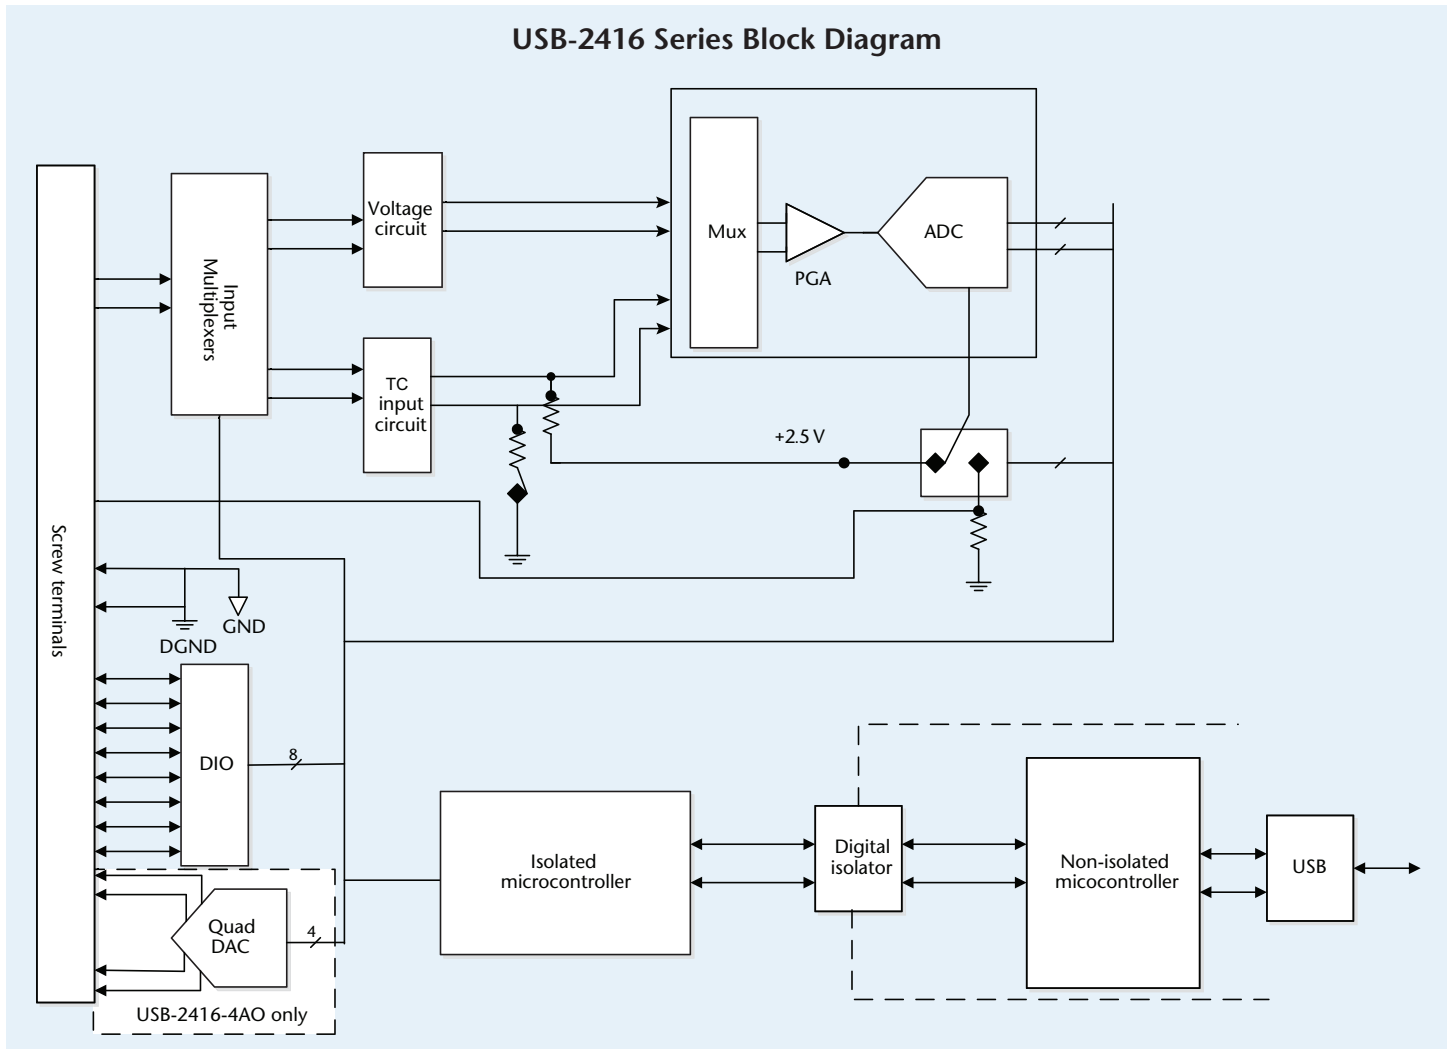 USB-2416 Series Block Diagram
Voltage
circuit
Mux
ADC
PGA
Input
Multiplexers
TC
input
circuit
+2.5 V
Screw terminals
GND
DGND
DIO
8
Isolated
microcontroller
Digital
isolator
Non-isolated
micocontroller
USB
Quad
DAC
4
USB-2416-4AO only